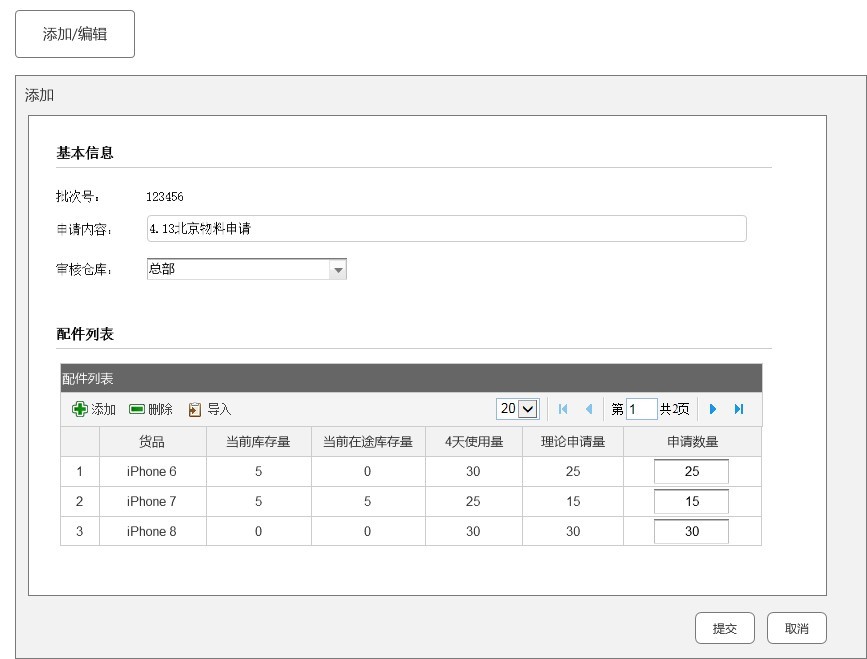 添加/编辑
添加
基本信息
批次号： 123456
申请内容： 4.13北京物料申请
审核仓库： 总部
配件列表
配件列表
添加 删除 导入 20 第 1 共2页
货品 当前库存量 当前在途库存量 4天使用量 理论申请量 申请数量
1 iPhone 6 5 0 30 25 25
2 iPhone 7 5 5 25 15 15
3 iPhone 8 0 0 30 30 30
提交 取消